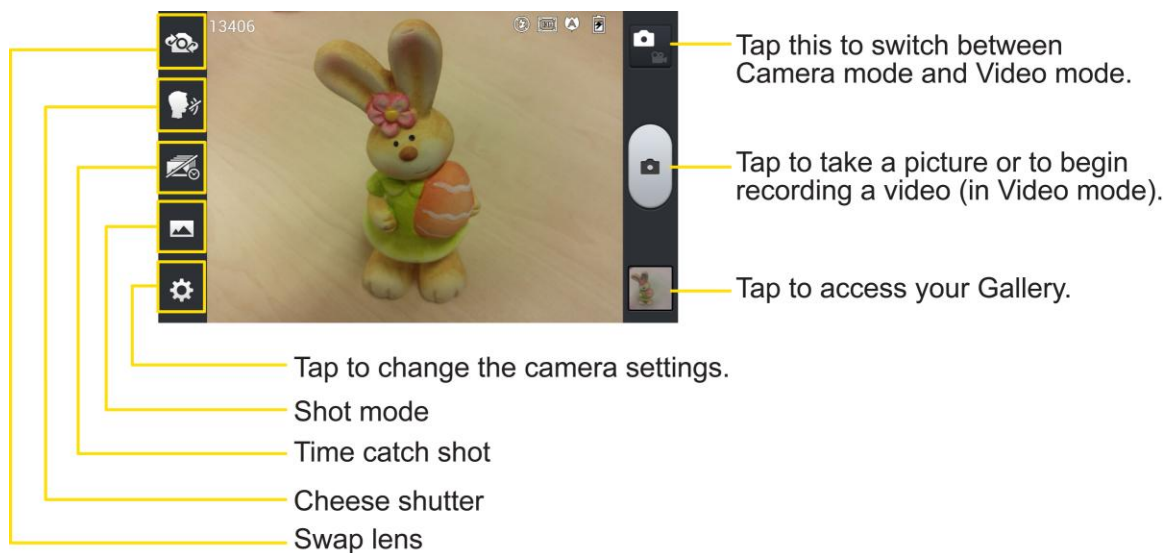 13406
Tap this to switch between
Camera mode and Video mode.
Tap to take a picture or to begin
recording a video (in Video mode).
Tap to access your Gallery.
Tap to change the camera settings.
Shot mode
Time catch shot
Cheese shutter
Swap lens